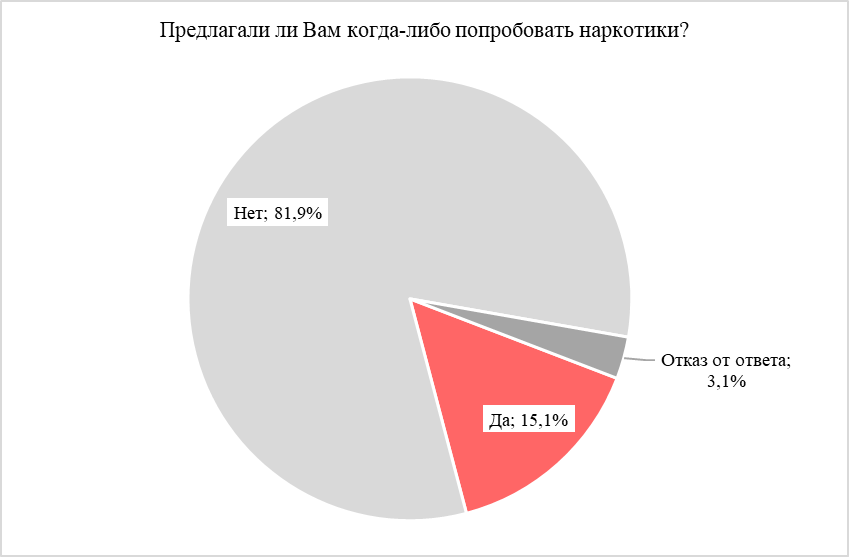 Предлагали ли Вам когда-либо попробовать наркотики?
Нет; 81,9%
Отказ от ответа;
3,1%
Да; 15,1%